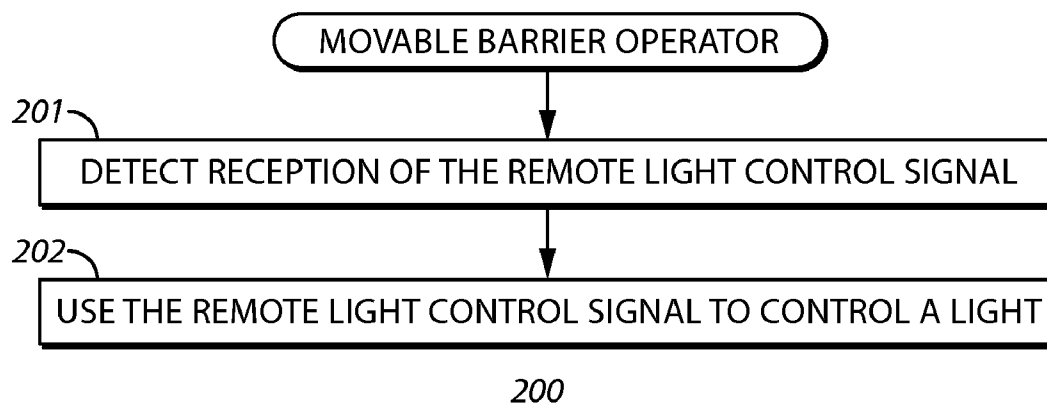 MOVABLE BARRIER OPERATOR
201
DETECT RECEPTION OF THE REMOTE LIGHT CONTROL SIGNAL
202
USE THE REMOTE LIGHT CONTROL SIGNAL TO CONTROL A LIGHT
200